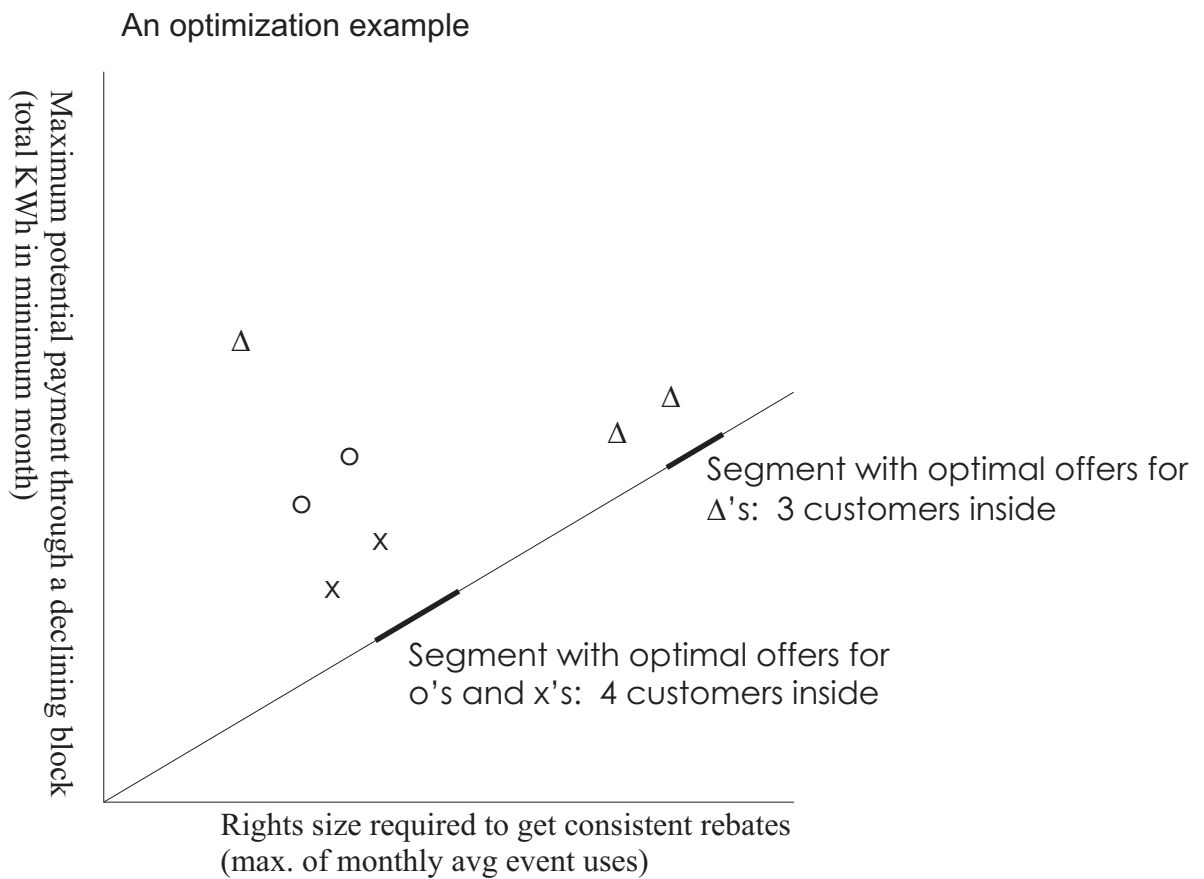 An optimization example
Maximum potential payment through a declining block
(total KWh in minimum month)
Δ
Δ
Δ
o
o
x
x
Segment with optimal offers for
Δ's: 3 customers inside
Segment with optimal offers for
o's and x's: 4 customers inside
Rights size required to get consistent rebates
(max. of monthly avg event uses)